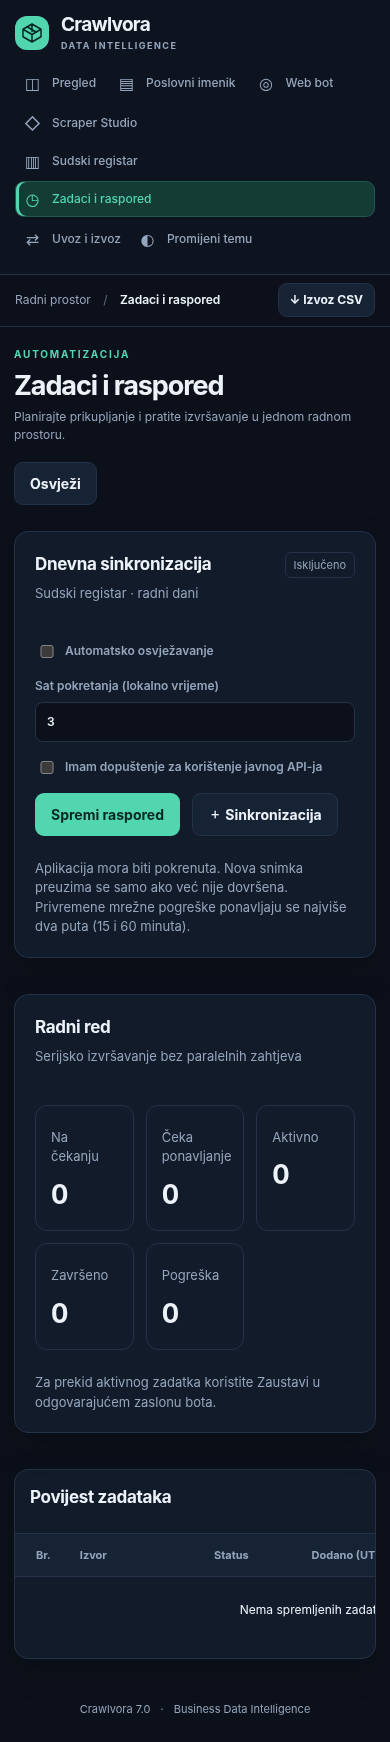 Crawlvora
DATA INTELLIGENCE
Pregled
Poslovni imenik
Web bot
Scraper Studio
Sudski registar
Zadaci i raspored
Uvoz i izvoz
Promijeni temu
Radni prostor / Zadaci i raspored
↓ Izvoz CSV
AUTOMATIZACIJA
Zadaci i raspored
Planirajte prikupljanje i pratite izvršavanje u jednom radnom
prostoru.
Osvježi
Dnevna sinkronizacija
Isključeno
Sudski registar · radni dani
Automatsko osvježavanje
Sat pokretanja (lokalno vrijeme)
3
Imam dopuštenje za korištenje javnog API-ja
Spremi raspored
+ Sinkronizacija
Aplikacija mora biti pokrenuta. Nova snimka
preuzima se samo ako već nije dovršena.
Privremene mrežne pogreške ponavljaju se najviše
dva puta (15 i 60 minuta).
Radni red
Serijsko izvršavanje bez paralelnih zahtjeva
Na
čekanju
0
Čeka
ponavljanje
0
Aktivno
0
Završeno
0
Pogreška
0
Za prekid aktivnog zadatka koristite Zaustavi u
odgovarajućem zaslonu bota.
Povijest zadataka
Br. Izvor Status Dodano (UT
Nema spremljenih zadat
Crawlvora 7.0 · Business Data Intelligence